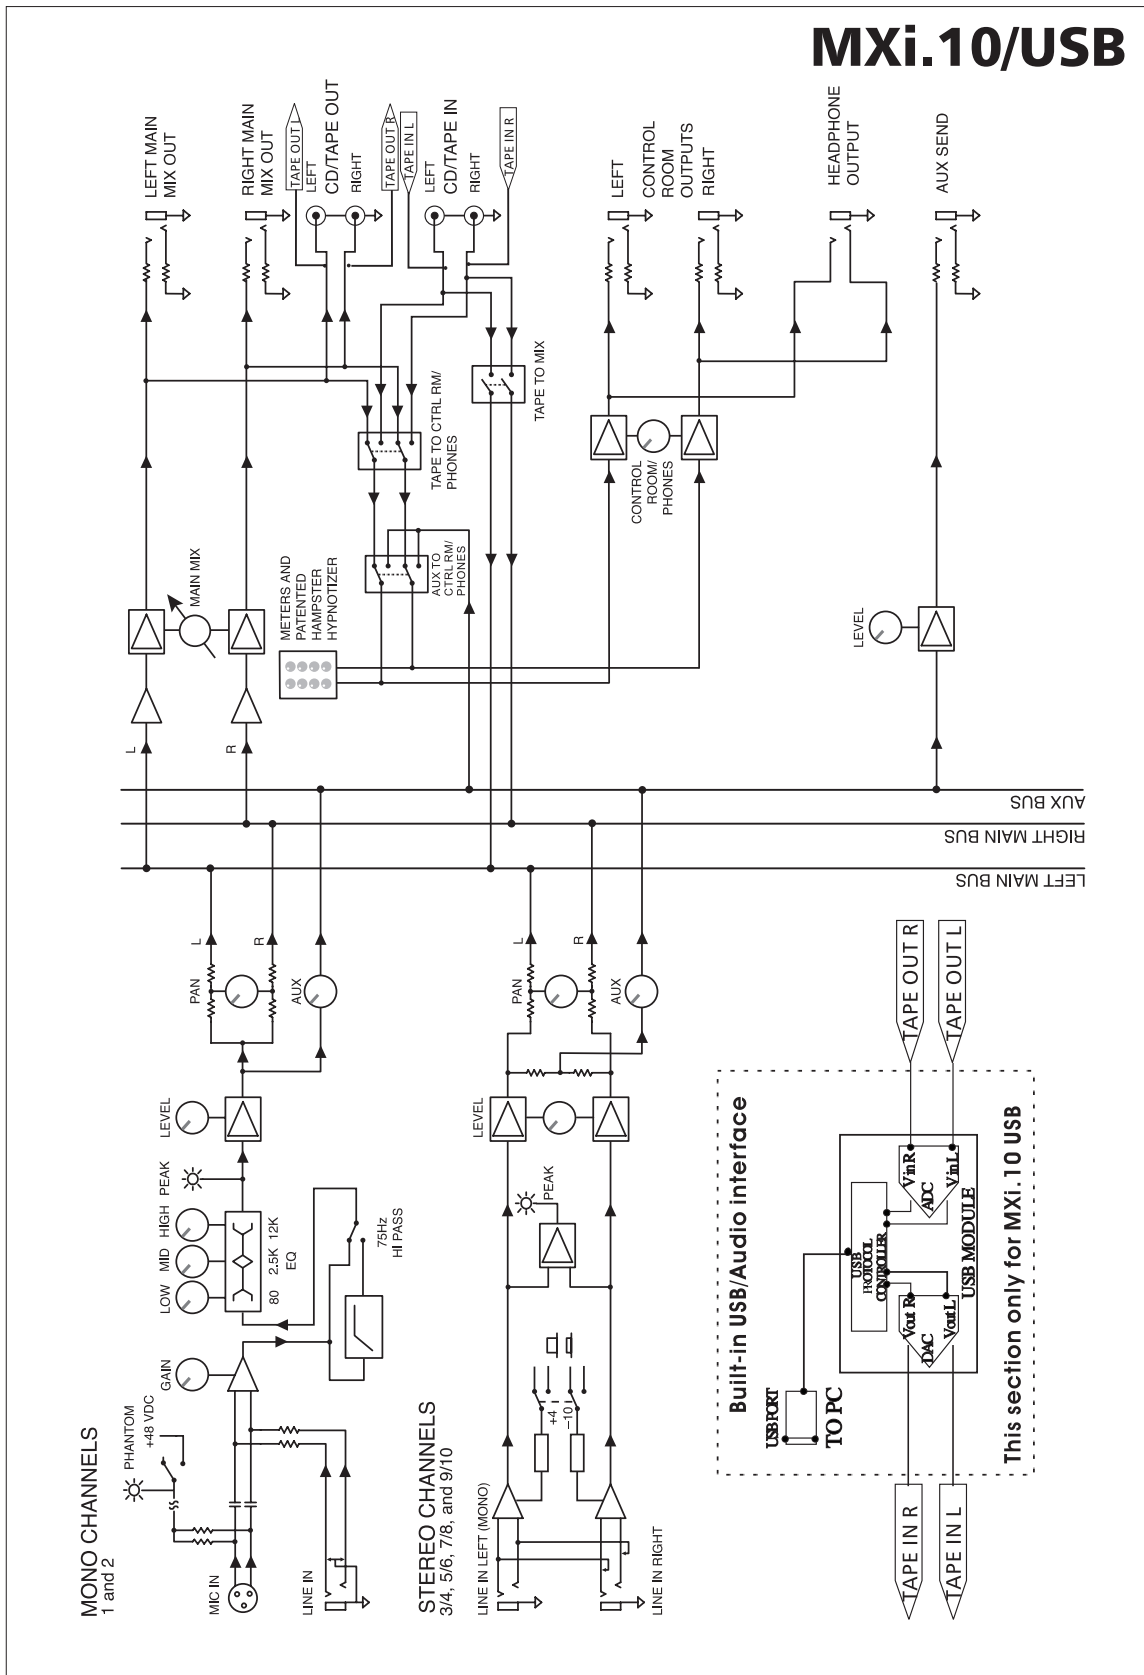 MXi.10/USB
LEFT MAIN
MIX OUT
RIGHT MAIN
MIX OUT
TAPE OUT L
LEFT
CD/TAPE OUT
RIGHT
TAPE OUT R
TAPE IN L
LEFT
CD/TAPE IN
RIGHT
TAPE IN R
LEFT
CONTROL
ROOM
OUTPUTS
RIGHT
HEADPHONE
OUTPUT
AUX SEND
TAPE TO CTRL RM/
PHONES
TAPE TO MIX
CONTROL
ROOM/
PHONES
AUX TO
CTRL RM/
PHONES
MAIN MIX
METERS AND
PATENTED
HAMPSTER
HYPNOTIZER
LEVEL
L
R
AUX BUS
RIGHT MAIN BUS
LEFT MAIN BUS
MONO CHANNELS
1 and 2
MIC IN
LINE IN
PHANTOM
+48 VDC
GAIN
LOW
MID
HIGH
PEAK
LEVEL
80
2.5K
12K
EQ
75Hz
HI PASS
PAN
L
R
AUX
STEREO CHANNELS
3/4, 5/6, 7/8, and 9/10
LINE IN LEFT (MONO)
LINE IN RIGHT
+4
–10
PEAK
LEVEL
PAN
L
R
AUX
Built-in USB/Audio interface
USB PORT
TO PC
USB
PROTOCOL
CONTROLLER
Vin R
ADC
Vin L
Vout R
DAC
Vout L
USB MODULE
This section only for MXi.10 USB
TAPE OUT R
TAPE OUT L
TAPE IN R
TAPE IN L